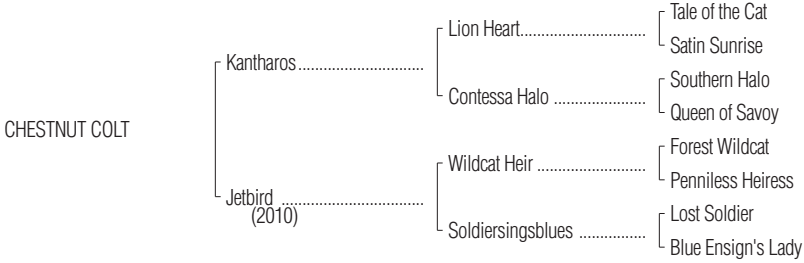 Tale of the Cat
Lion Heart..............................
Satin Sunrise
Kantharos..............................
Southern Halo
Contessa Halo ......................
Queen of Savoy
CHESTNUT COLT
Forest Wildcat
Wildcat Heir ..........................
Penniless Heiress
Jetbird ..................................
(2010)
Lost Soldier
Soldiersingsblues ................
Blue Ensign's Lady